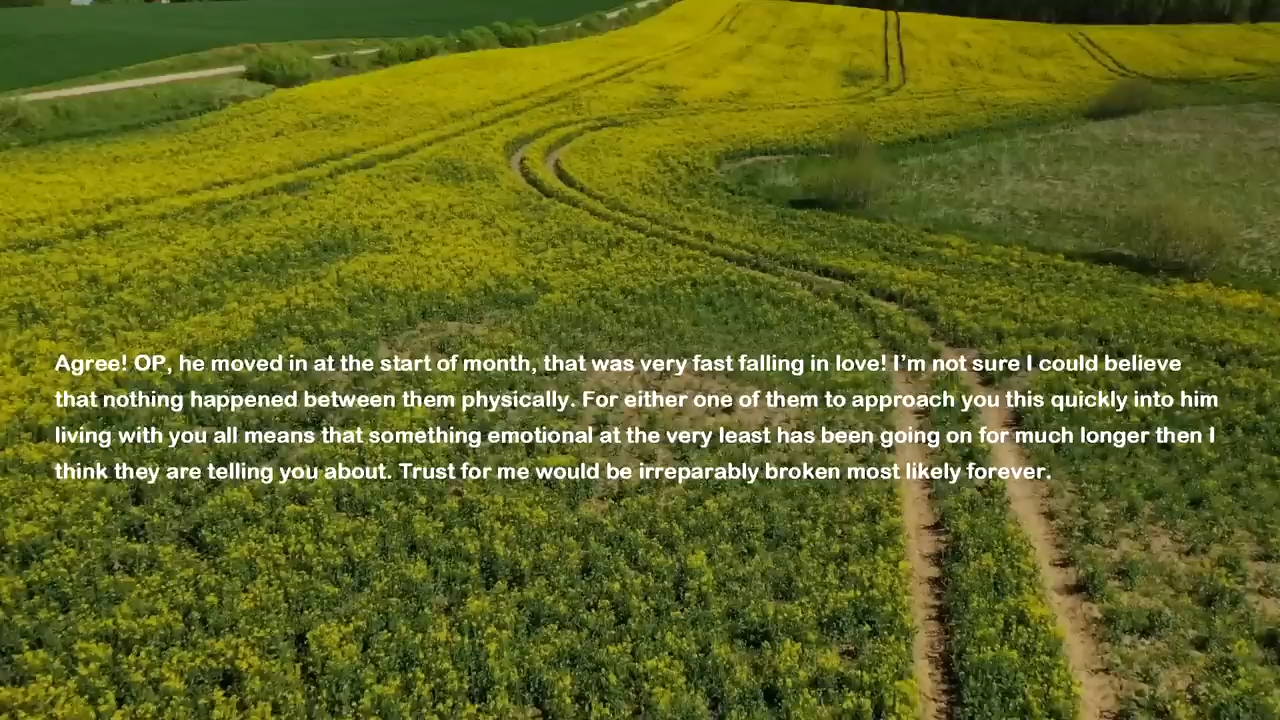 Agree! OP, he moved in at the start of month, that was very fast falling in love! I’m not sure I could believe
that nothing happened between them physically. For either one of them to approach you this quickly into him
living with you all means that something emotional at the very least has been going on for much longer then I
think they are telling you about. Trust for me would be irreparably broken most likely forever.